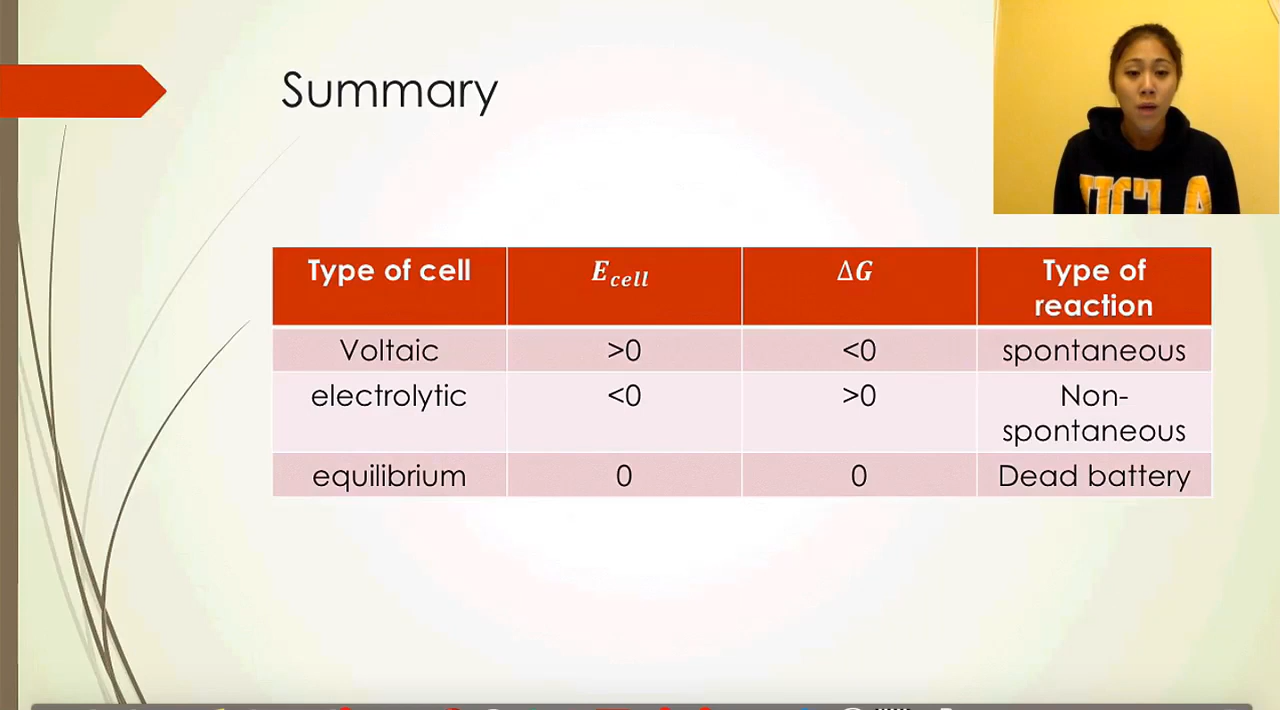 Summary
Type of cell E_cell ΔG Type of
reaction
Voltaic >0 <0 spontaneous
electrolytic <0 >0 Non-
spontaneous
equilibrium 0 0 Dead battery
UCLA